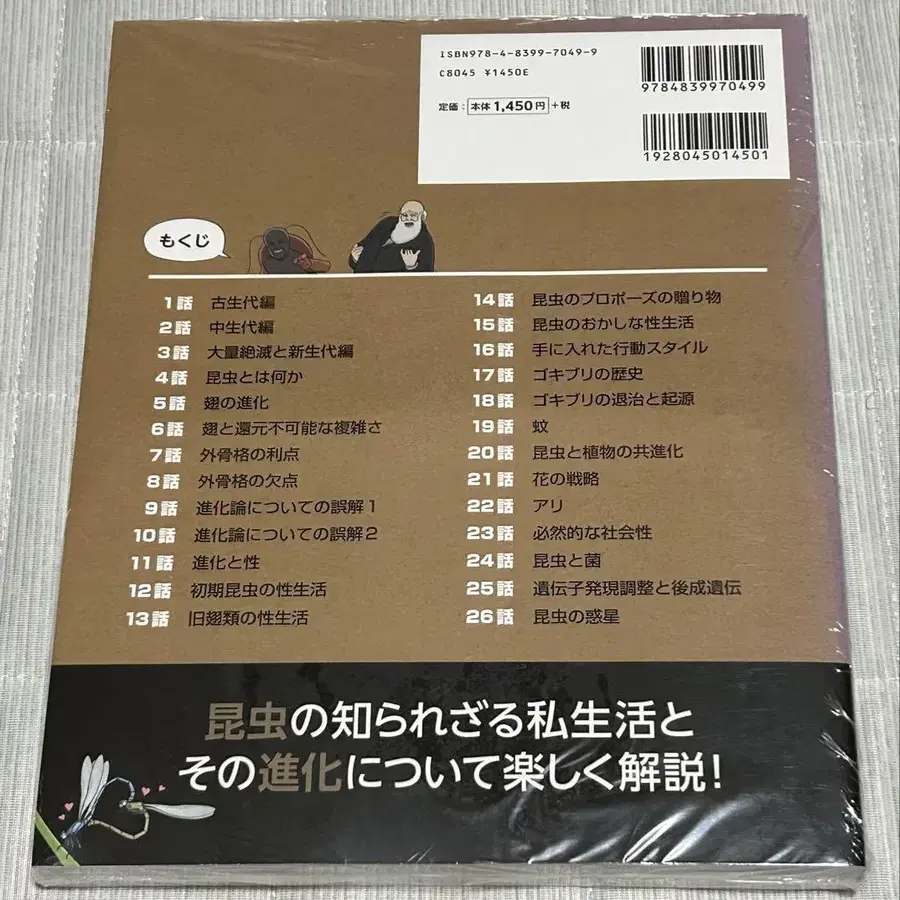 ISBN978-4-8399-7049-9
C8045 ¥1450E
定価：本体1,450円+税
9784839970499
1928045014501
もくじ
1話 古生代編
2話 中生代編
3話 大量絶滅と新生代編
4話 昆虫とは何か
5話 翅の進化
6話 翅と還元不可能な複雑さ
7話 外骨格の利点
8話 外骨格の欠点
9話 進化論についての誤解1
10話 進化論についての誤解2
11話 進化と性
12話 初期昆虫の性生活
13話 旧翅類の性生活
14話 昆虫のプロポーズの贈り物
15話 昆虫のおかしな性生活
16話 手に入れた行動スタイル
17話 ゴキブリの歴史
18話 ゴキブリの退治と起源
19話 蚊
20話 昆虫と植物の共進化
21話 花の戦略
22話 アリ
23話 必然的な社会性
24話 昆虫と菌
25話 遺伝子発現調整と後成遺伝
26話 昆虫の惑星
昆虫の知られざる私生活と
その進化について楽しく解説!